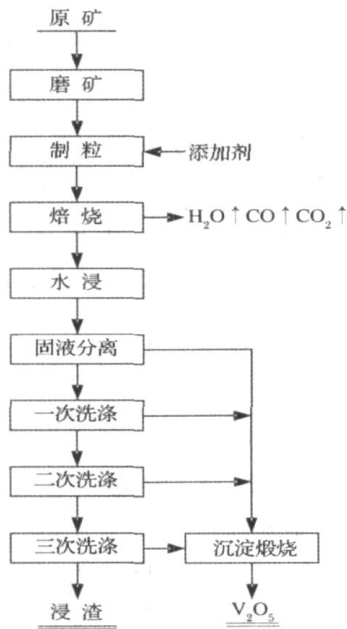 原矿
磨矿
制粒
添加剂
焙烧
H₂O↑CO↑CO₂↑
水浸
固液分离
一次洗涤
二次洗涤
三次洗涤
沉淀煅烧
浸渣
V₂O₅